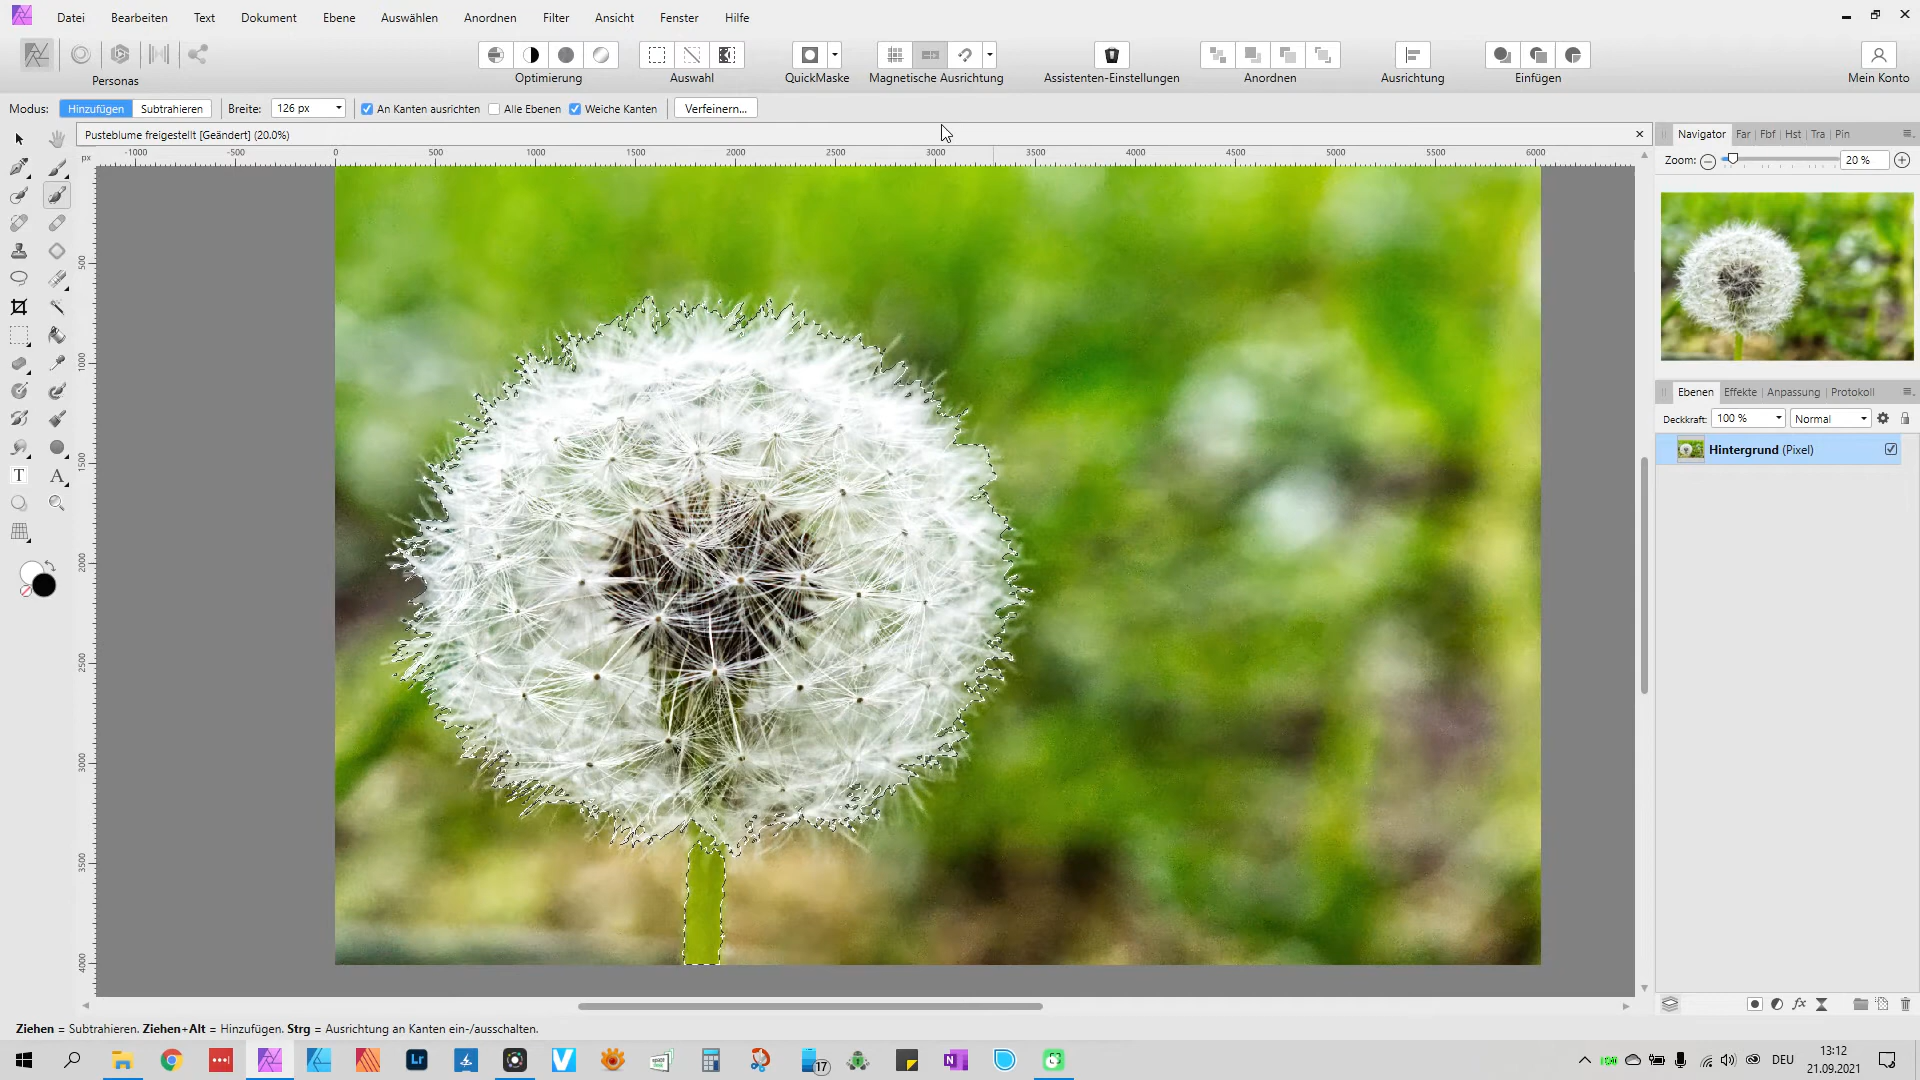 Datei Bearbeiten Text Dokument Ebene Auswählen Anordnen Filter Ansicht Fenster Hilfe
Personas Optimierung Auswahl QuickMaske Magnetische Ausrichtung Assistenten-Einstellungen Anordnen Ausrichtung Einfügen Mein Konto
Modus: Hinzufügen Subtrahieren Breite: 126 px An Kanten ausrichten Alle Ebenen Weiche Kanten Verfeinern...
Pusteblume freigestellt [Geändert] (20.0%)
Navigator Far Fbf Hst Tra Pin
px -1000 -500 0 500 1000 1500 2000 2500 3000 3500 4000 4500 5000 5500 6000
Zoom: 20 %
500
1000
1500
2000
2500
3000
3500
4000
Ebenen Effekte Anpassung Protokoll
Deckkraft: 100 % Normal
Hintergrund (Pixel)
T A
fx
Ziehen = Subtrahieren. Ziehen+Alt = Hinzufügen. Strg = Ausrichtung an Kanten ein-/ausschalten.
Lr
17
N
DEU
13:12
21.09.2021